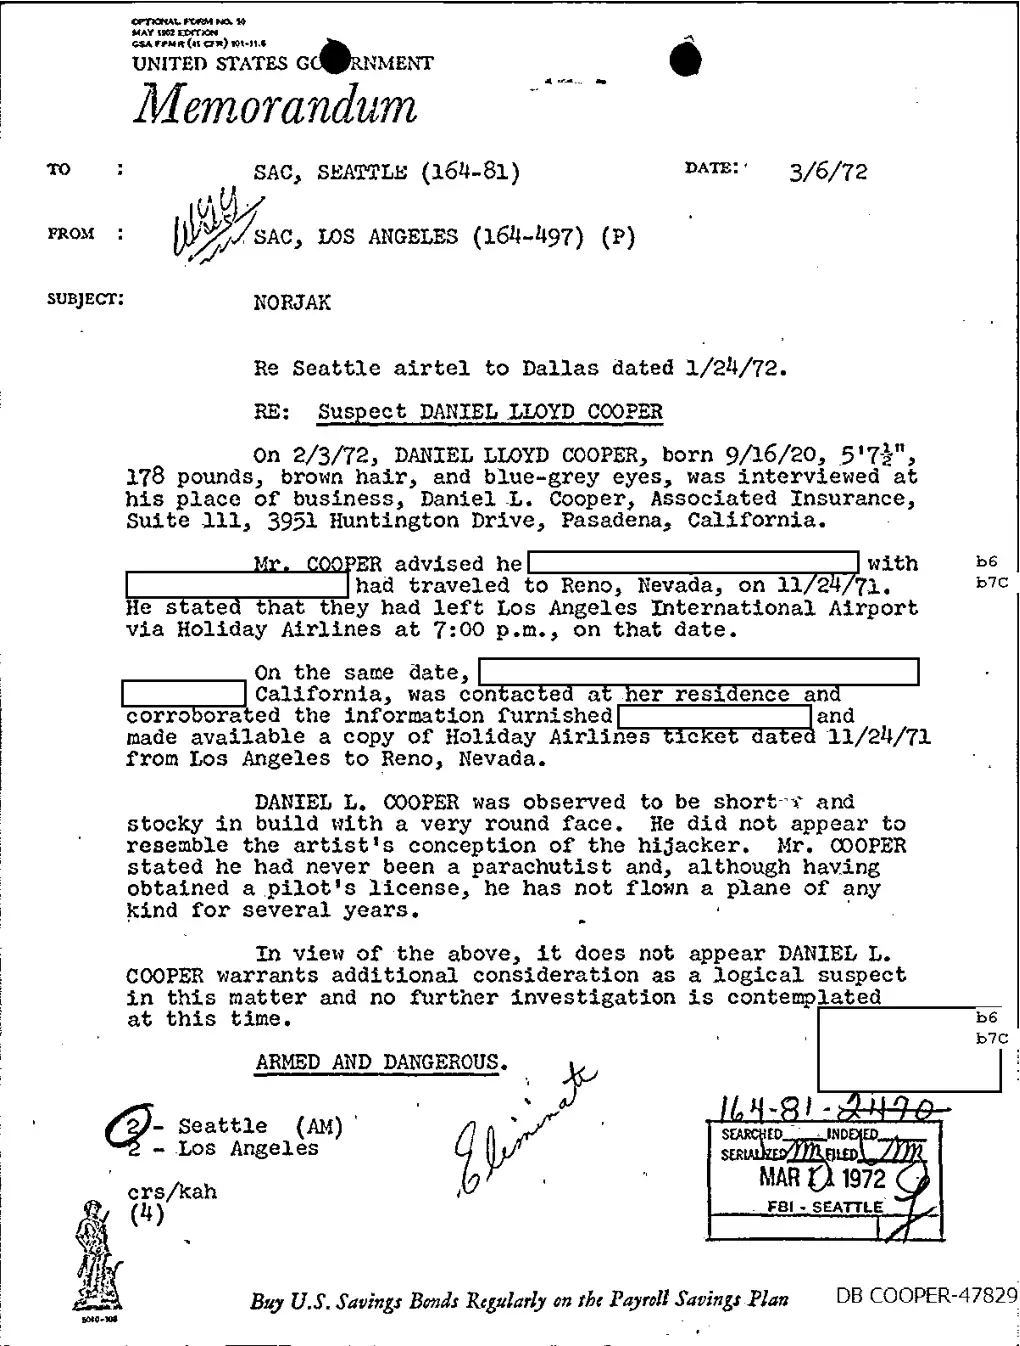 OPTIONAL FORM NO. 10
MAY 1962 EDITION
GSA FPMR (41 CFR) 101-11.6
UNITED STATES GO RNMENT
Memorandum
TO : SAC, SEATTLE (164-81) DATE: 3/6/72
FROM : SAC, LOS ANGELES (164-497) (P)
SUBJECT: NORJAK
Re Seattle airtel to Dallas dated 1/24/72.
RE: Suspect DANIEL LLOYD COOPER
On 2/3/72, DANIEL LLOYD COOPER, born 9/16/20, 5'7½",
178 pounds, brown hair, and blue-grey eyes, was interviewed at
his place of business, Daniel L. Cooper, Associated Insurance,
Suite 111, 3951 Huntington Drive, Pasadena, California.
Mr. COOPER advised he with b6
had traveled to Reno, Nevada, on 11/24/71. b7C
He stated that they had left Los Angeles International Airport
via Holiday Airlines at 7:00 p.m., on that date.
On the same date,
California, was contacted at her residence and
corroborated the information furnished and
made available a copy of Holiday Airlines ticket dated 11/24/71
from Los Angeles to Reno, Nevada.
DANIEL L. COOPER was observed to be short and
stocky in build with a very round face. He did not appear to
resemble the artist's conception of the hijacker. Mr. COOPER
stated he had never been a parachutist and, although having
obtained a pilot's license, he has not flown a plane of any
kind for several years.
In view of the above, it does not appear DANIEL L.
COOPER warrants additional consideration as a logical suspect
in this matter and no further investigation is contemplated
at this time.
b6
b7C
ARMED AND DANGEROUS.
Eliminate
2 - Seattle (AM)
2 - Los Angeles
crs/kah
(4)
164-81-2490
SEARCHED INDEXED
SERIALIZED FILED
MAR 1972
FBI - SEATTLE
5010-108
Buy U.S. Savings Bonds Regularly on the Payroll Savings Plan
DB COOPER-47829